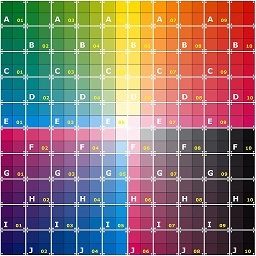 A 01 A 03 A 05 A 07 A 09
B 02 B 04 B 06 B 08 B 10
C 01 C 03 C 05 C 07 C 09
D 02 D 04 D 06 D 08 D 10
E 01 E 03 E 05 E 07 E 09
F 02 F 04 F 06 F 08 F 10
G 01 G 03 G 05 G 07 G 09
H 02 H 04 H 06 H 08 H 10
I 01 I 03 I 05 I 07 I 09
J 02 J 04 J 06 J 08 J 10